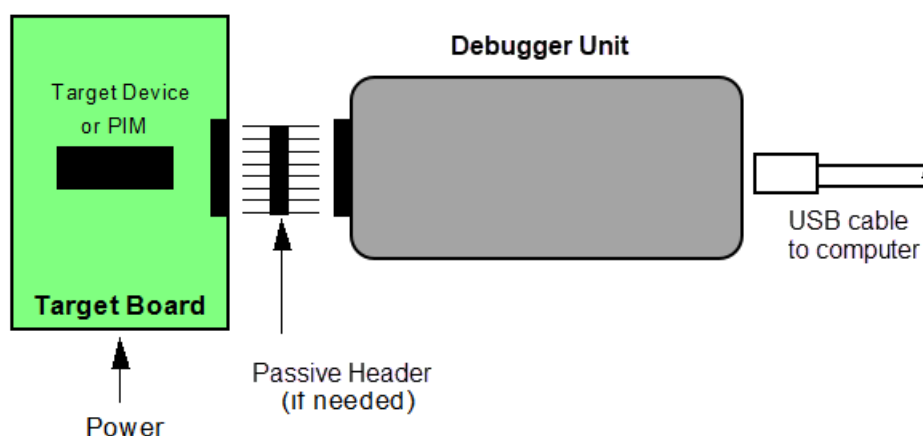 Debugger Unit
Target Device
or PIM
USB cable
to computer
Target Board
Passive Header
(if needed)
Power